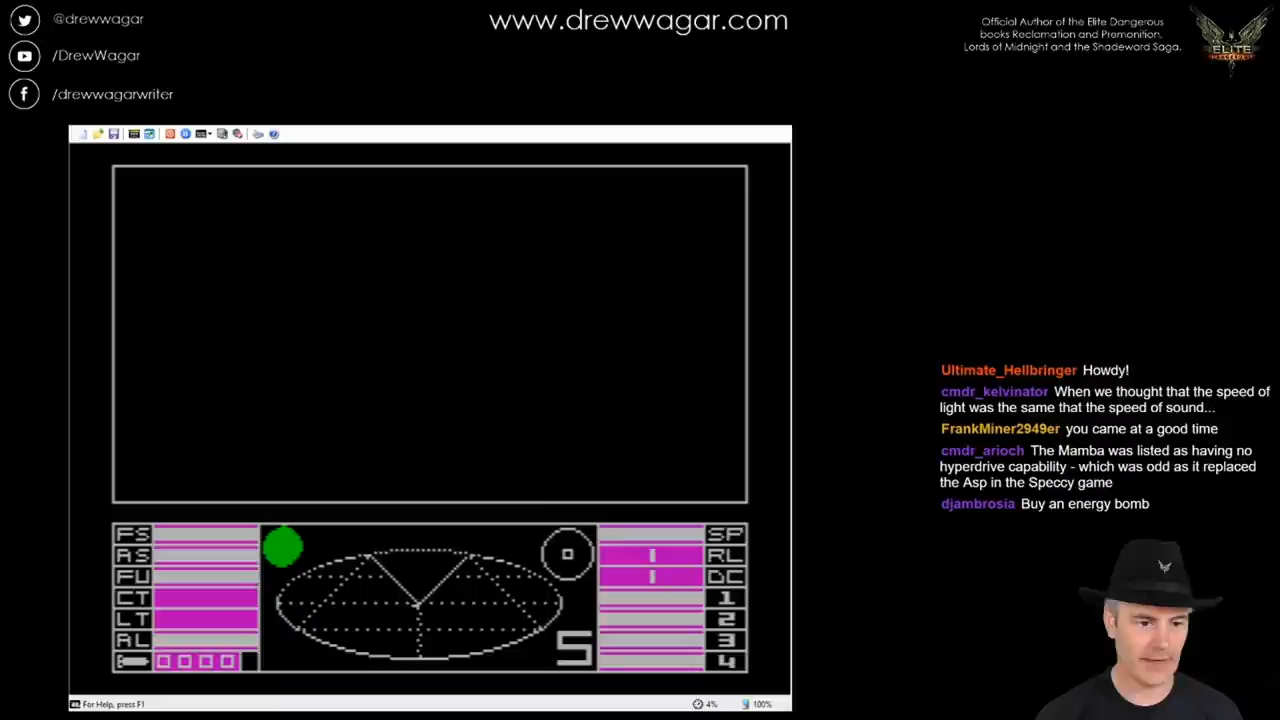 @drewwagar
www.drewwagar.com
Official Author of the Elite Dangerous
books Reclamation and Premonition,
Lords of Midnight and the Shadeward Saga.
ELITE
DANGEROUS
/DrewWagar
/drewwagarwriter
Ultimate_Hellbringer Howdy!
cmdr_kelvinator When we thought that the speed of
light was the same that the speed of sound...
FrankMiner2949er you came at a good time
cmdr_arioch The Mamba was listed as having no
hyperdrive capability - which was odd as it replaced
the Asp in the Speccy game
djambrosia Buy an energy bomb
FS
AS
FU
CT
LT
AL
S
SP
RL
DC
1
2
3
4
For Help, press F1
4%
100%